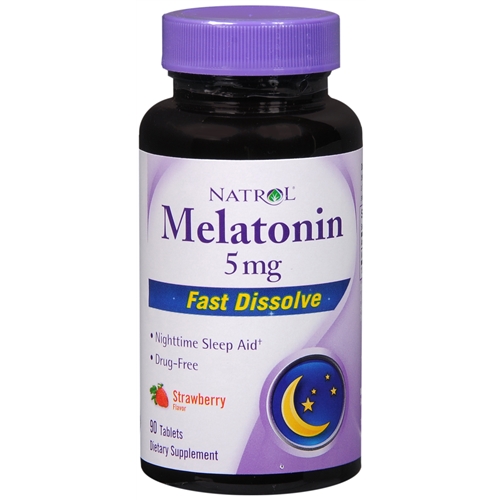 NATROL
Melatonin
5 mg
Fast Dissolve
• Nighttime Sleep Aid†
• Drug-Free
Strawberry
Flavor
90 Tablets
Dietary Supplement